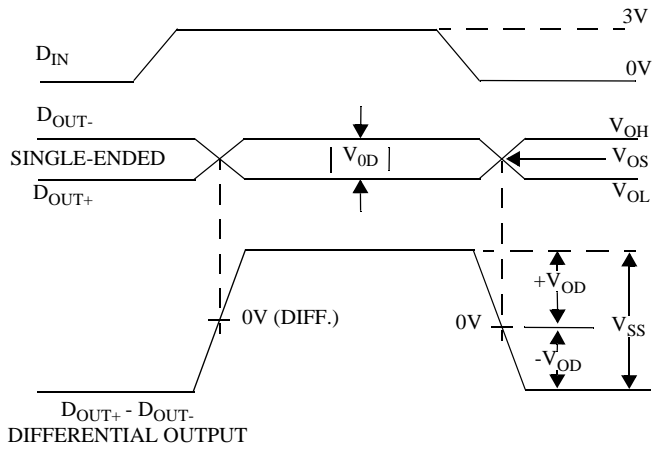 3V
D_IN
0V
D_OUT-
V_OH
SINGLE-ENDED
| V_0D |
V_OS
D_OUT+
V_OL
+V_OD
0V (DIFF.)
0V
V_SS
-V_OD
D_OUT+ - D_OUT-
DIFFERENTIAL OUTPUT